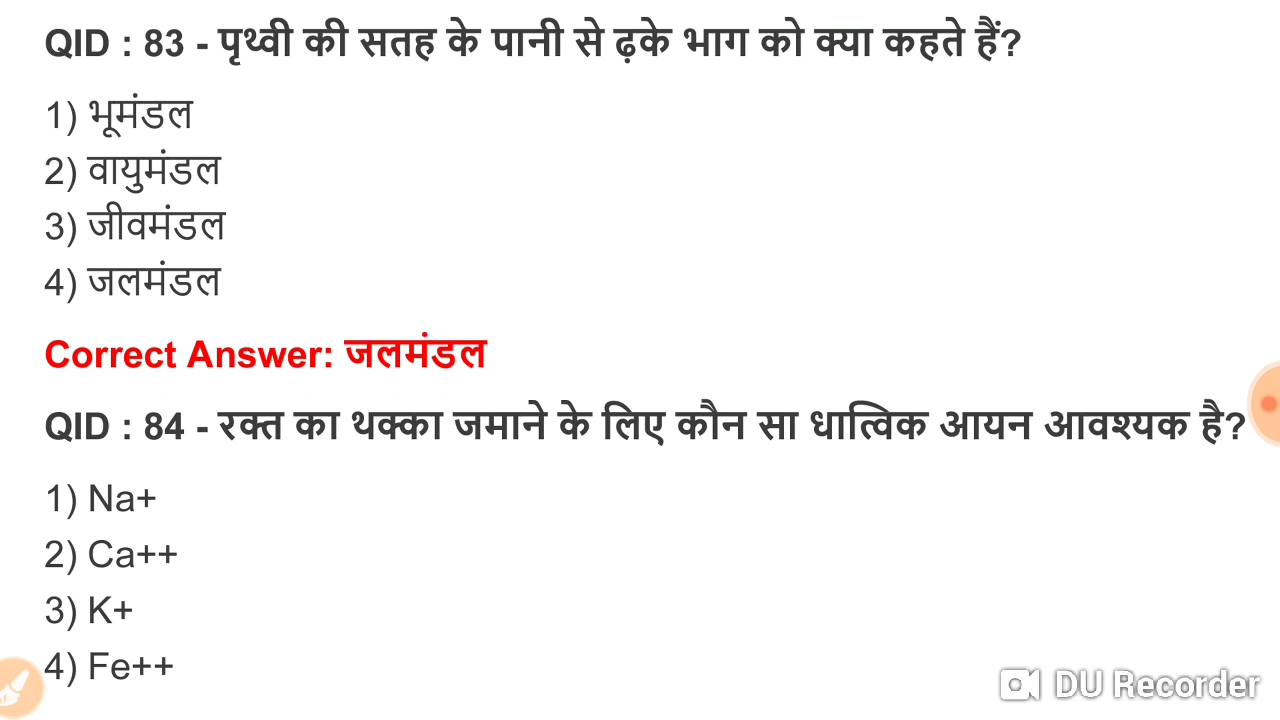 QID : 83 - पृथ्वी की सतह के पानी से ढ़के भाग को क्या कहते हैं?
1) भूमंडल
2) वायुमंडल
3) जीवमंडल
4) जलमंडल
Correct Answer: जलमंडल
QID : 84 - रक्त का थक्का जमाने के लिए कौन सा धात्विक आयन आवश्यक है?
1) Na+
2) Ca++
3) K+
4) Fe++
DU Recorder